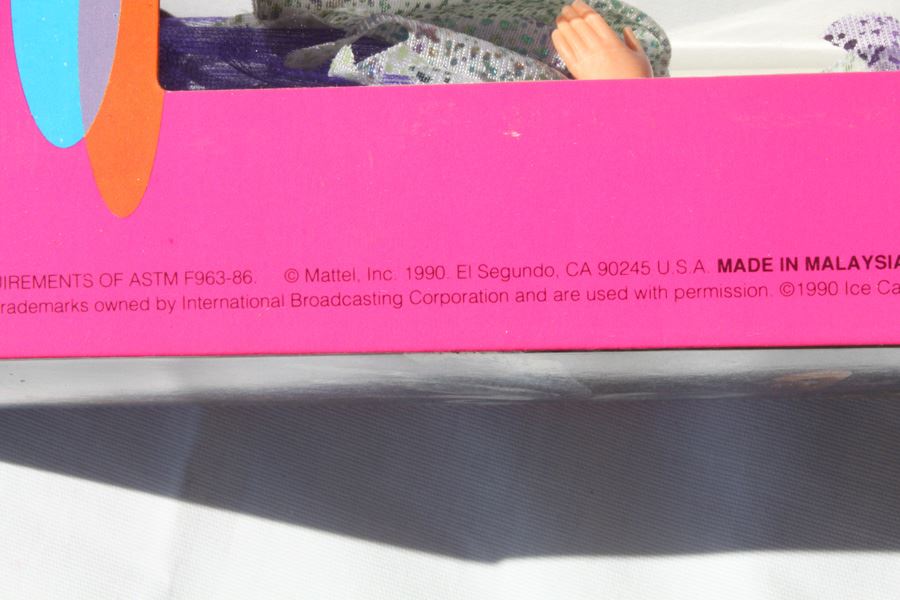 UIREMENTS OF ASTM F963-86. © Mattel, Inc. 1990. El Segundo, CA 90245 U.S.A. MADE IN MALAYSIA
rademarks owned by International Broadcasting Corporation and are used with permission. ©1990 Ice Ca